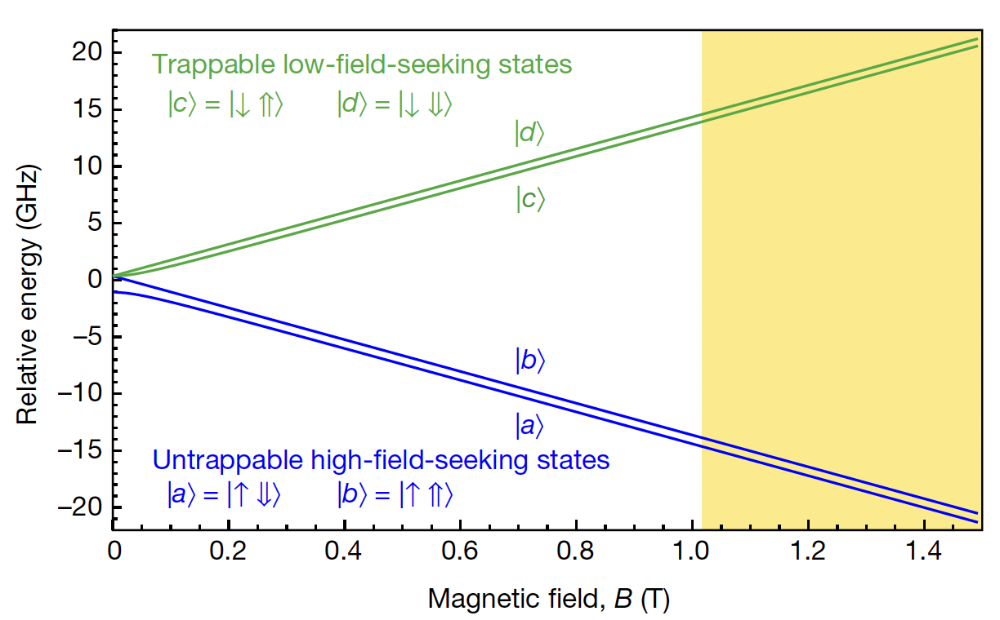 Trappable low-field-seeking states
|c⟩ = |↓ ⇑⟩ |d⟩ = |↓ ⇓⟩
|d⟩
|c⟩
|b⟩
|a⟩
Untrappable high-field-seeking states
|a⟩ = |↑ ⇓⟩ |b⟩ = |↑ ⇑⟩
Relative energy (GHz)
20
15
10
5
0
–5
–10
–15
–20
0 0.2 0.4 0.6 0.8 1.0 1.2 1.4
Magnetic field, B (T)